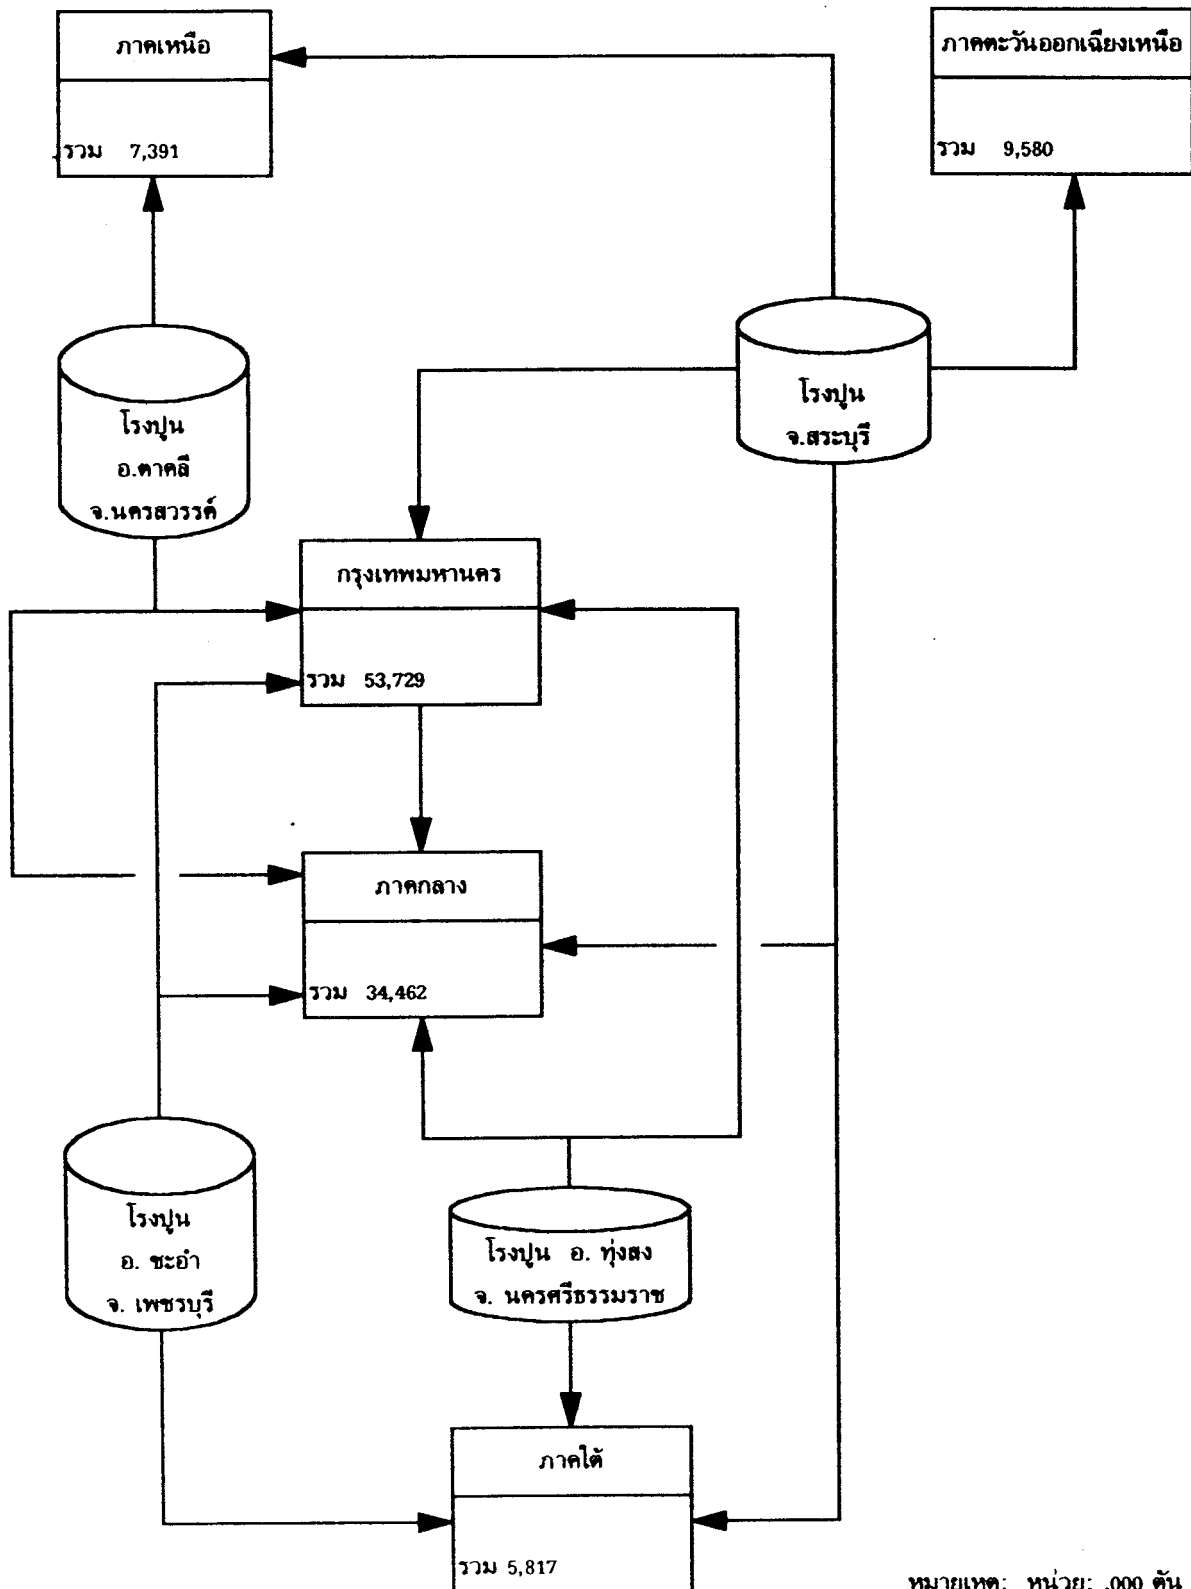 ภาคเหนือ
รวม 7,391
ภาคตะวันออกเฉียงเหนือ
รวม 9,580
โรงปูน
อ.ตาคลี
จ.นครสวรรค์
โรงปูน
จ.สระบุรี
กรุงเทพมหานคร
รวม 53,729
ภาคกลาง
รวม 34,462
โรงปูน
อ. ชะอำ
จ. เพชรบุรี
โรงปูน อ. ทุ่งสง
จ. นครศรีธรรมราช
ภาคใต้
รวม 5,817
หมายเหตุ: หน่วย: ,000 ตัน